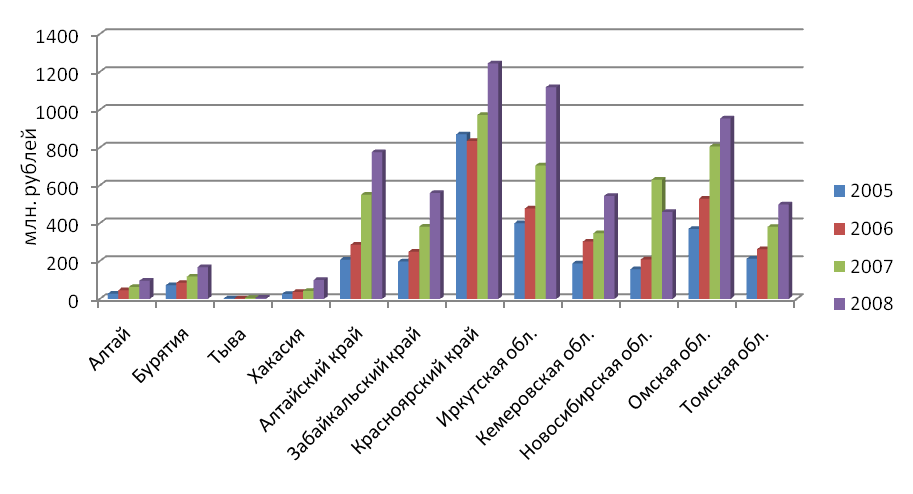 млн. рублей
1400
1200
1000
800
600
400
200
0
Алтай
Бурятия
Тыва
Хакасия
Алтайский край
Забайкальский край
Красноярский край
Иркутская обл.
Кемеровская обл.
Новосибирская обл.
Омская обл.
Томская обл.
2005
2006
2007
2008